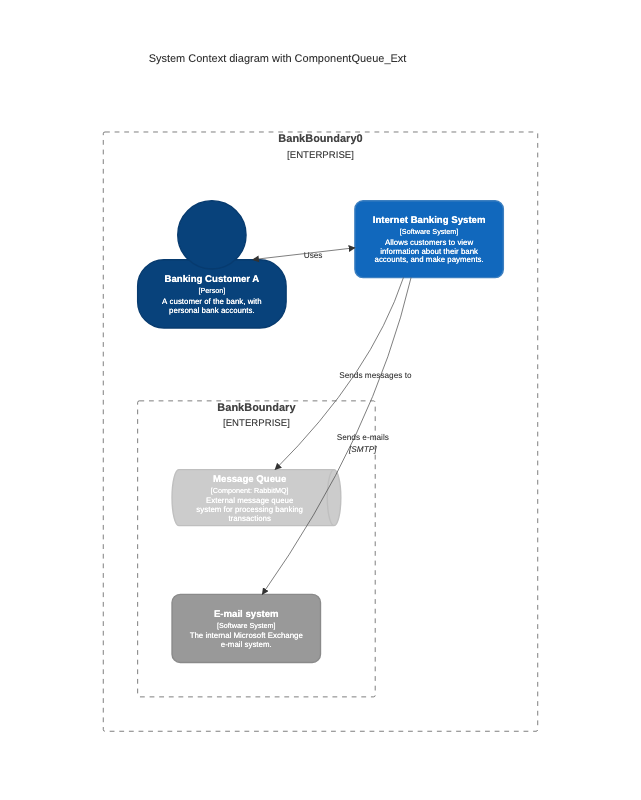 System Context diagram with ComponentQueue_Ext
BankBoundary0
[ENTERPRISE]
Internet Banking System
[Software System]
Allows customers to view
information about their bank
accounts, and make payments.
Uses
Banking Customer A
[Person]
A customer of the bank, with
personal bank accounts.
Sends messages to
BankBoundary
[ENTERPRISE]
Sends e-mails
[SMTP]
Message Queue
[Component: RabbitMQ]
External message queue
system for processing banking
transactions
E-mail system
[Software System]
The internal Microsoft Exchange
e-mail system.